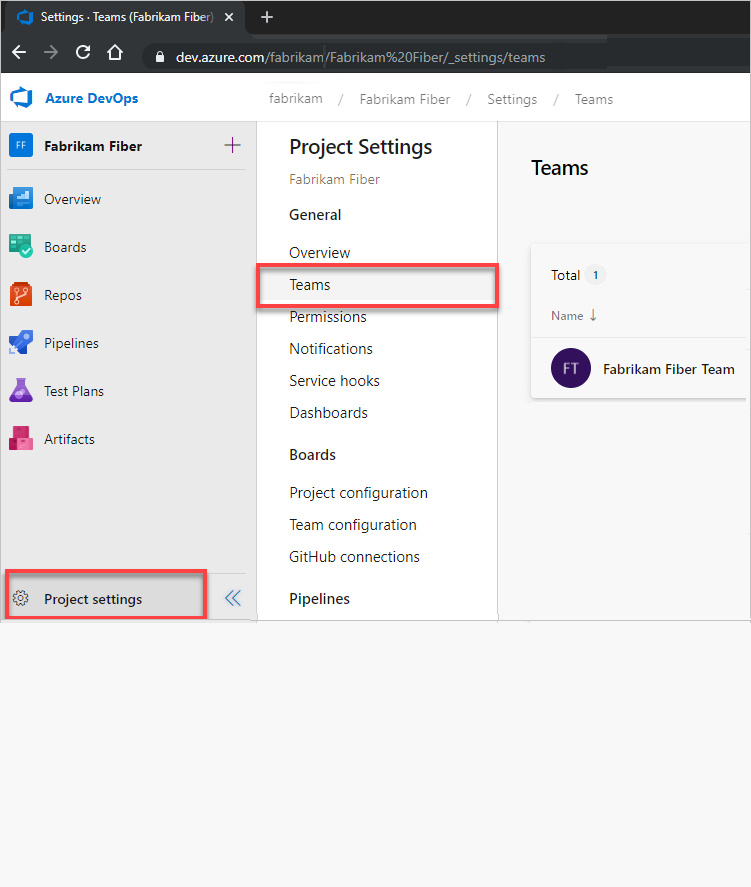 Settings · Teams (Fabrikam Fiber)
dev.azure.com/fabrikam/Fabrikam%20Fiber/_settings/teams
Azure DevOps
fabrikam / Fabrikam Fiber / Settings / Teams
FF Fabrikam Fiber
Overview
Boards
Repos
Pipelines
Test Plans
Artifacts
Project settings
Project Settings
Fabrikam Fiber
General
Overview
Teams
Permissions
Notifications
Service hooks
Dashboards
Boards
Project configuration
Team configuration
GitHub connections
Pipelines
Teams
Total 1
Name ↓
FT Fabrikam Fiber Team